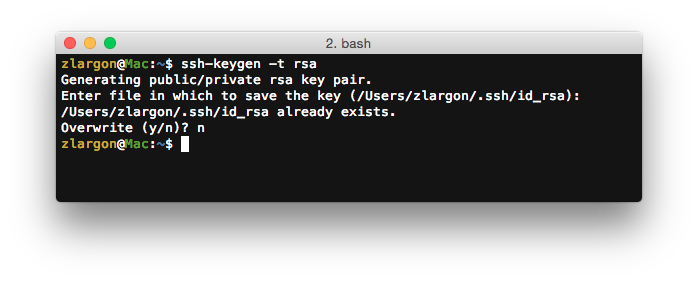 2. bash
zlargon@Mac:~$ ssh-keygen -t rsa
Generating public/private rsa key pair.
Enter file in which to save the key (/Users/zlargon/.ssh/id_rsa):
/Users/zlargon/.ssh/id_rsa already exists.
Overwrite (y/n)? n
zlargon@Mac:~$